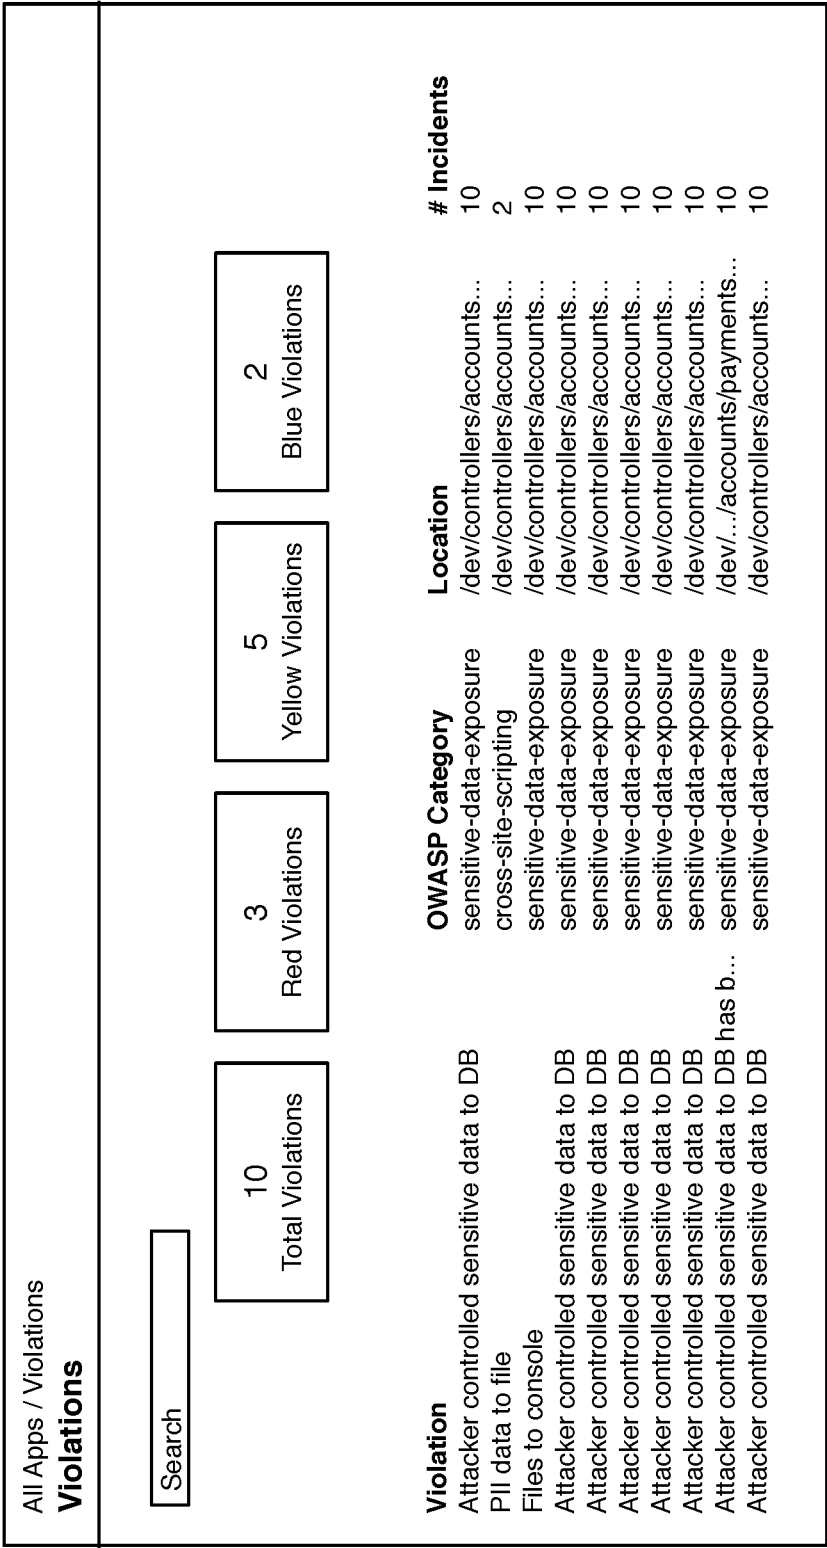 All Apps / Violations
Violations
Search
10
Total Violations
3
Red Violations
5
Yellow Violations
2
Blue Violations
Violation OWASP Category Location # Incidents
Attacker controlled sensitive data to DB sensitive-data-exposure /dev/controllers/accounts... 10
PII data to file cross-site-scripting /dev/controllers/accounts... 2
Files to console sensitive-data-exposure /dev/controllers/accounts... 10
Attacker controlled sensitive data to DB sensitive-data-exposure /dev/controllers/accounts... 10
Attacker controlled sensitive data to DB sensitive-data-exposure /dev/controllers/accounts... 10
Attacker controlled sensitive data to DB sensitive-data-exposure /dev/controllers/accounts... 10
Attacker controlled sensitive data to DB sensitive-data-exposure /dev/controllers/accounts... 10
Attacker controlled sensitive data to DB sensitive-data-exposure /dev/controllers/accounts... 10
Attacker controlled sensitive data to DB has b... sensitive-data-exposure /dev/.../accounts/payments... 10
Attacker controlled sensitive data to DB sensitive-data-exposure /dev/controllers/accounts... 10